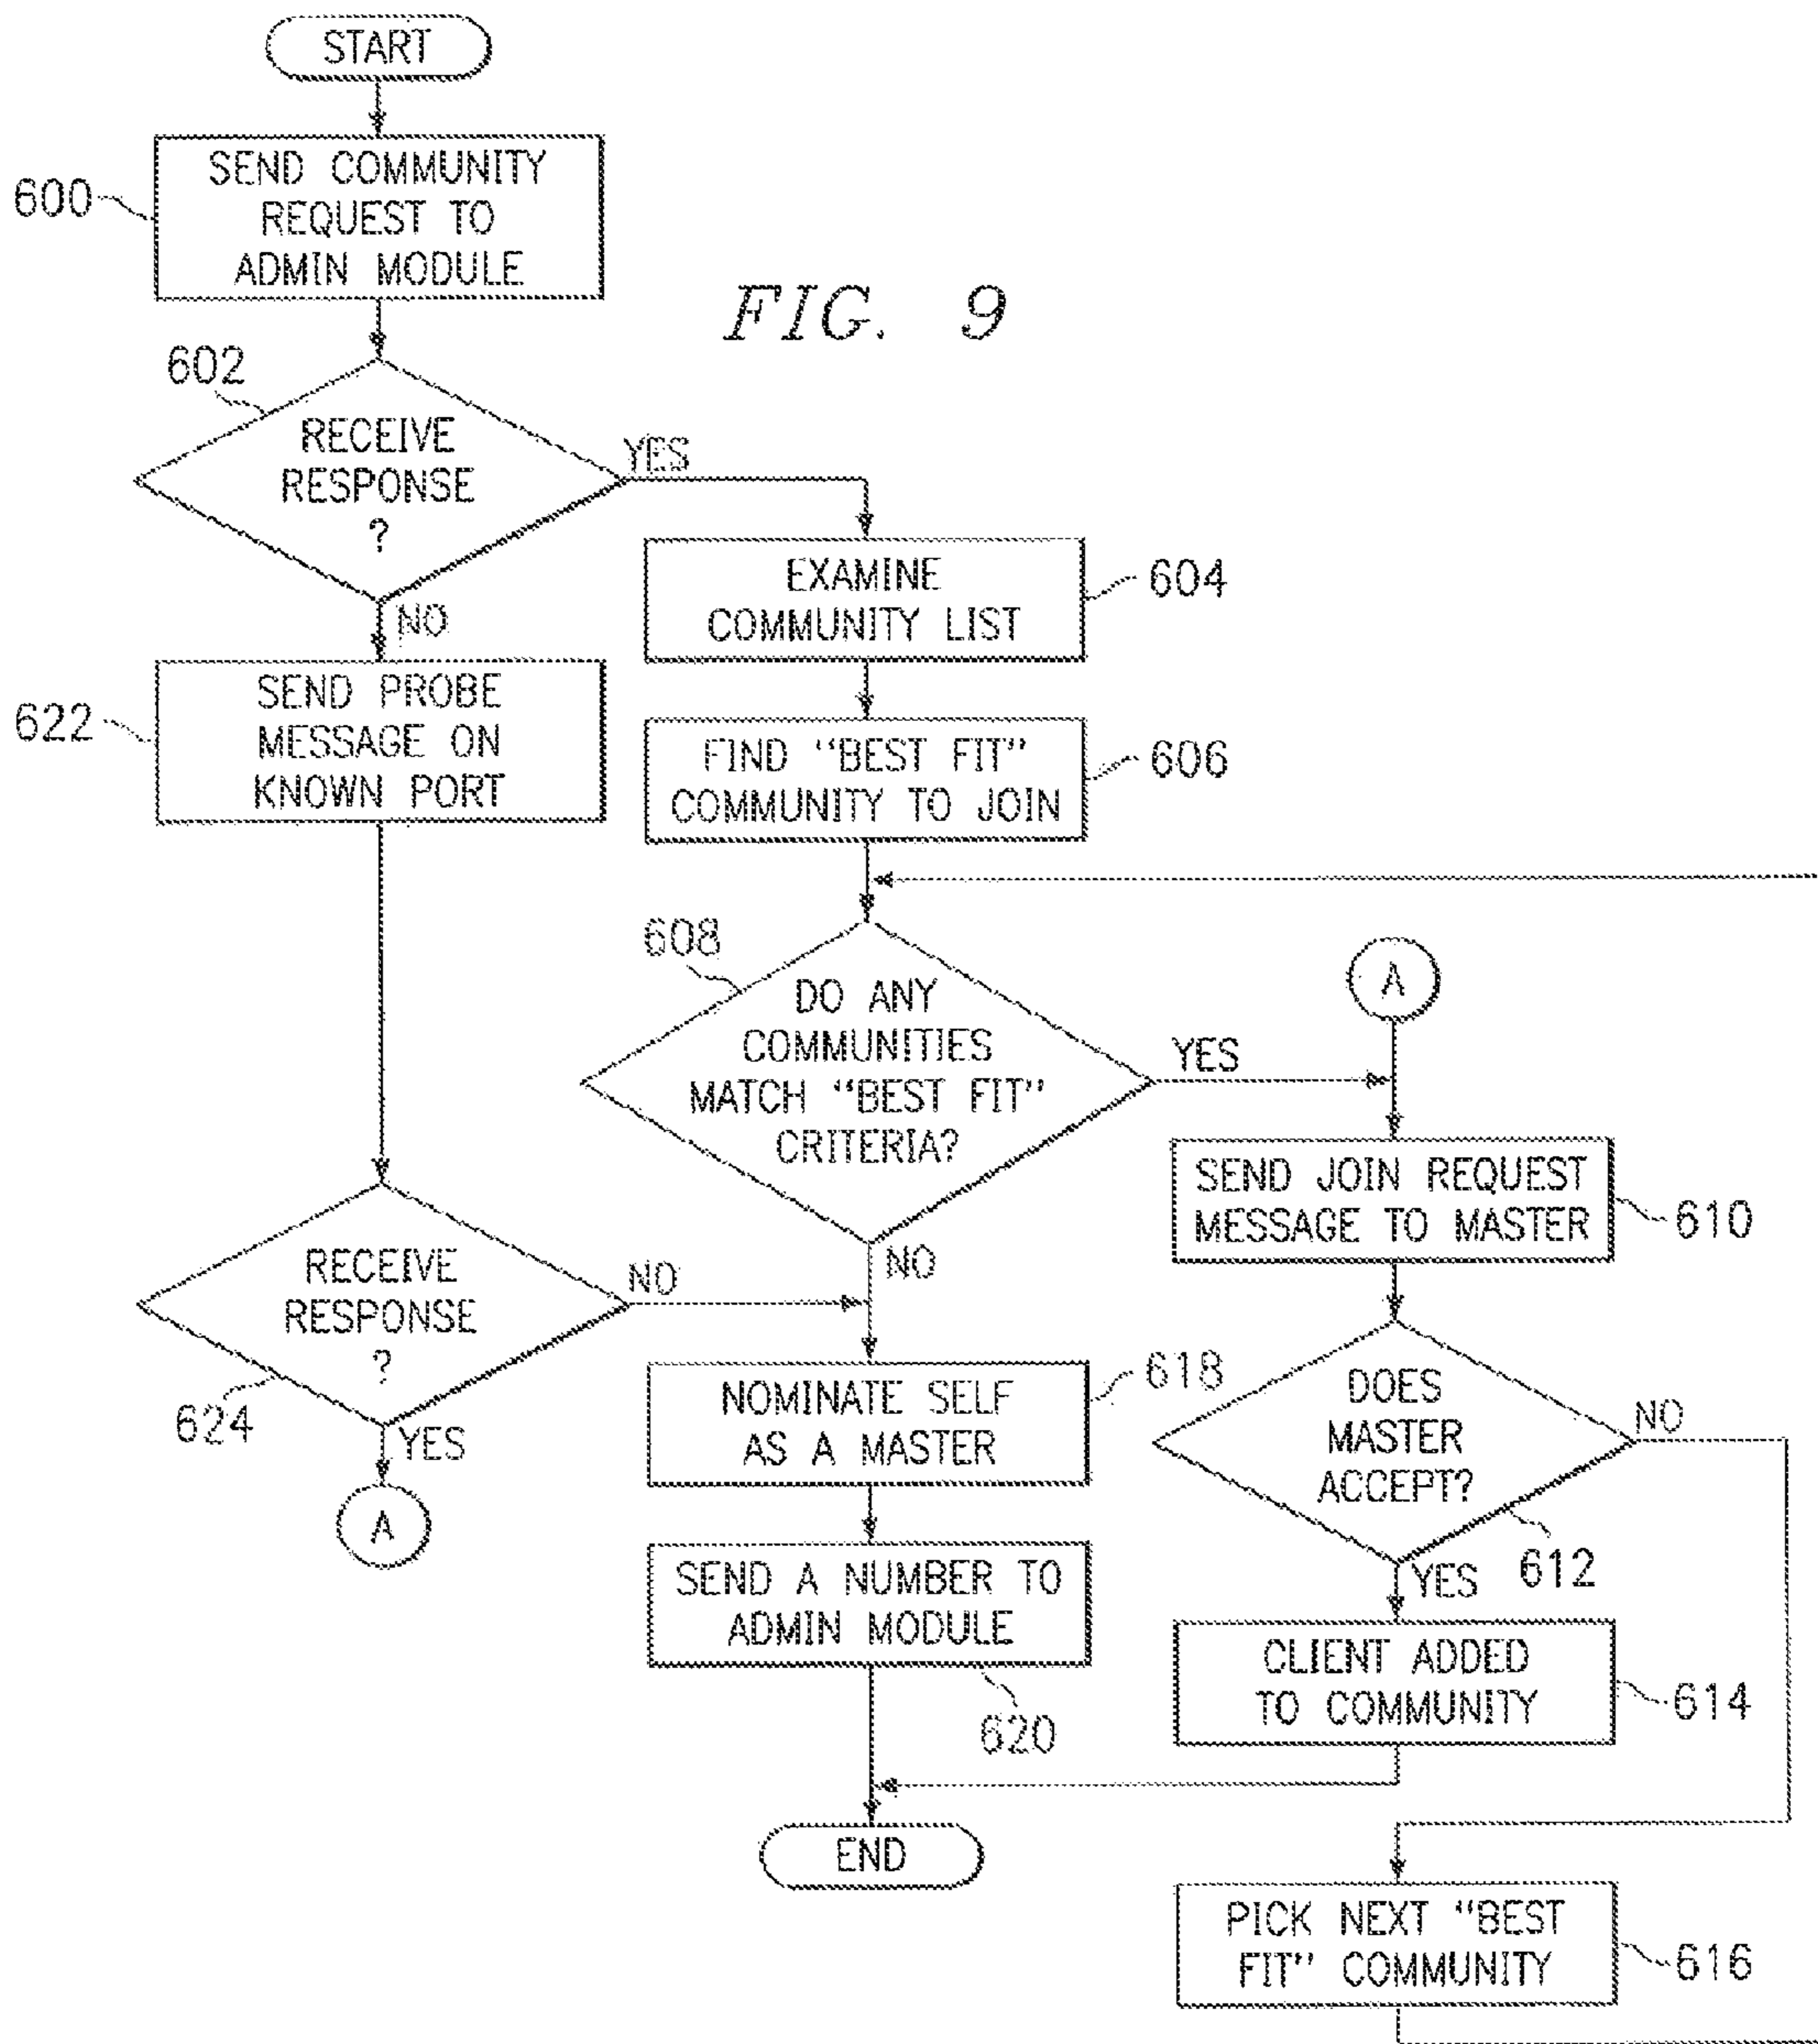 START
600
SEND COMMUNITY
REQUEST TO
ADMIN MODULE
FIG. 9
602
RECEIVE
RESPONSE
?
YES
NO
EXAMINE
COMMUNITY LIST
604
622
SEND PROBE
MESSAGE ON
KNOWN PORT
FIND "BEST FIT"
COMMUNITY TO JOIN
606
608
DO ANY
COMMUNITIES
MATCH "BEST FIT"
CRITERIA?
YES
NO
A
SEND JOIN REQUEST
MESSAGE TO MASTER
610
RECEIVE
RESPONSE
?
NO
624
YES
A
NOMINATE SELF
AS A MASTER
618
DOES
MASTER
ACCEPT?
NO
612
YES
SEND A NUMBER TO
ADMIN MODULE
620
CLIENT ADDED
TO COMMUNITY
614
END
PICK NEXT "BEST
FIT" COMMUNITY
616